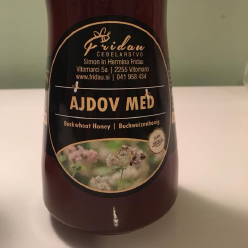 Fridau
ČEBELARSTVO
Simon in Hermina Fridau
Vitomarci 5a | 2255 Vitomarci
www.fridau.si | 041 958 434
AJDOV MED
Buckwheat Honey | Buchweizenhonig